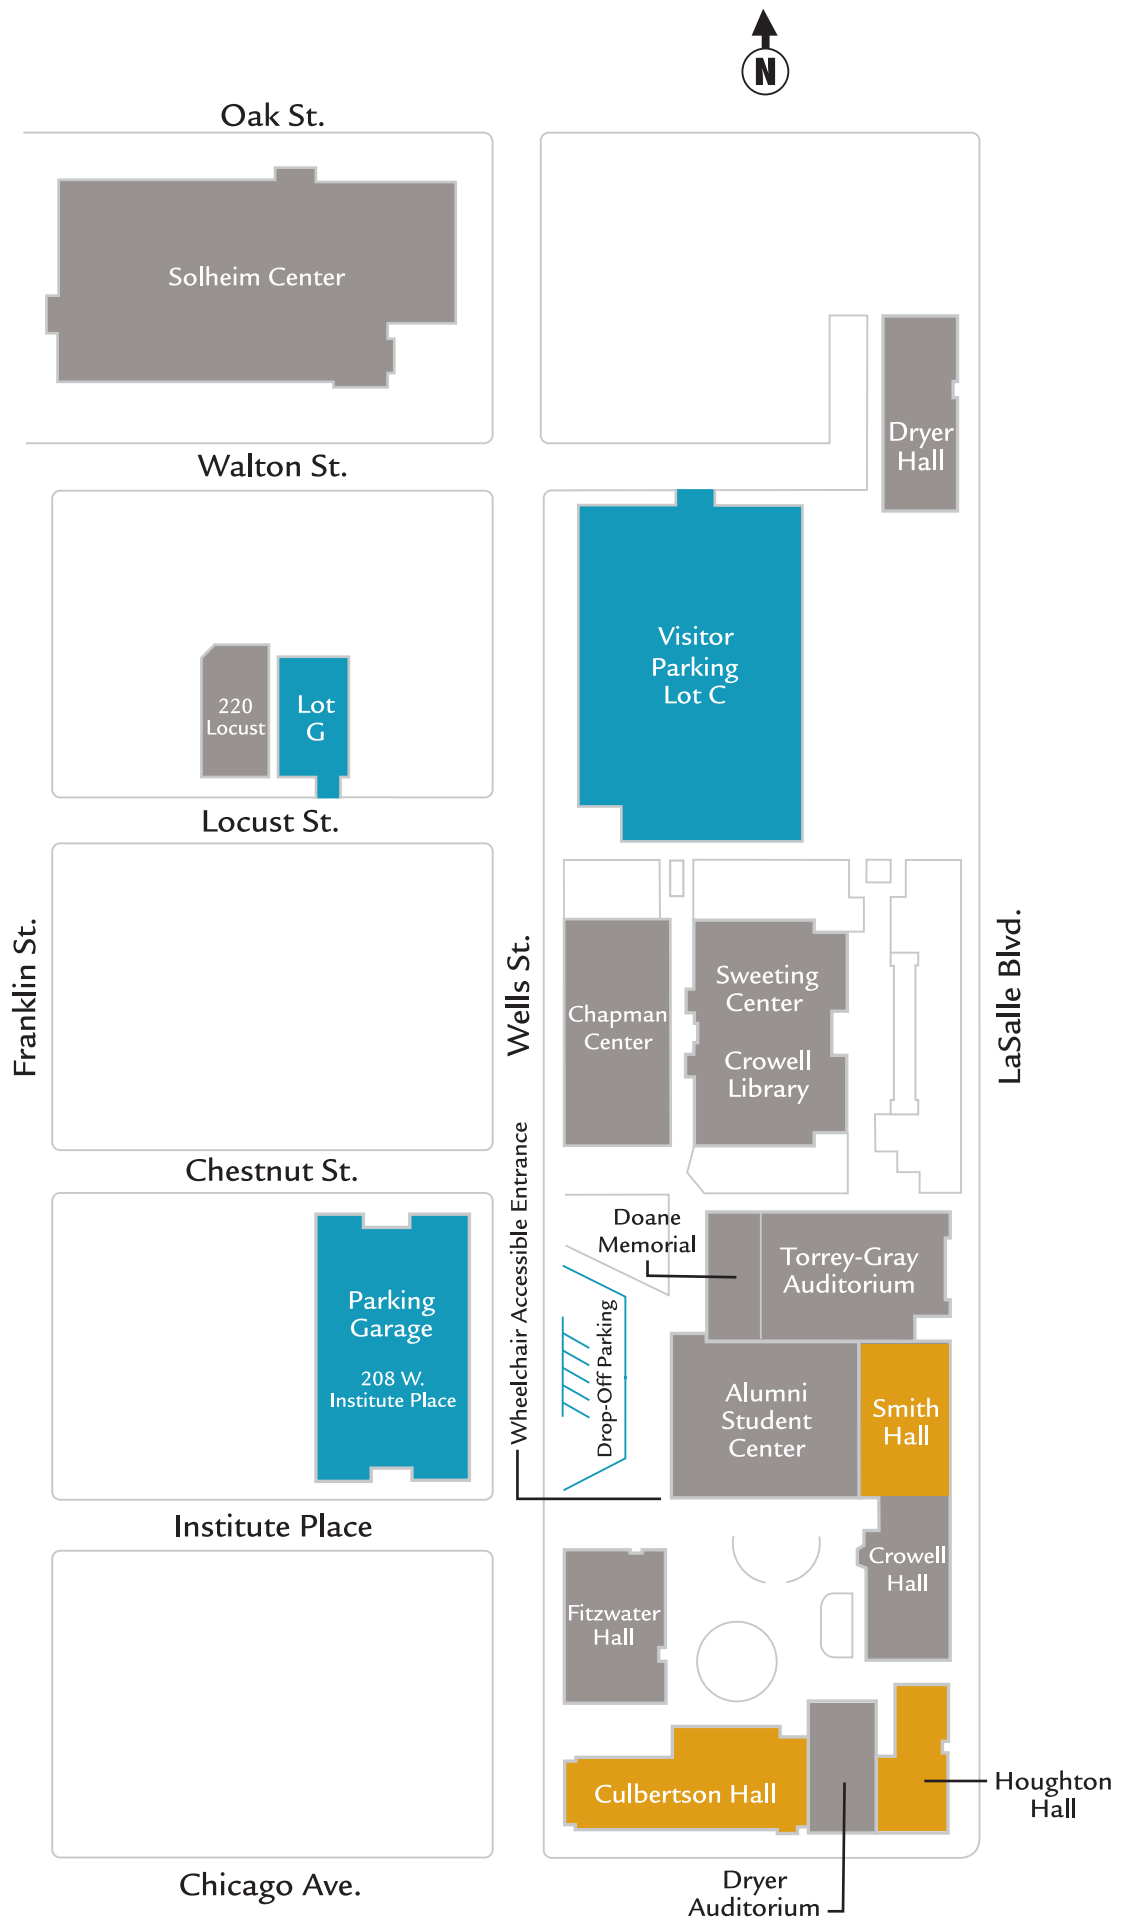 N
Oak St.
Solheim Center
Dryer
Hall
Walton St.
Visitor
Parking
Lot C
220
Locust
Lot
G
Locust St.
Franklin St.
Wells St.
LaSalle Blvd.
Chapman
Center
Sweeting
Center
Crowell
Library
Chestnut St.
Wheelchair Accessible Entrance
Doane
Memorial
Torrey-Gray
Auditorium
Parking
Garage
208 W.
Institute Place
Drop-Off Parking
Alumni
Student
Center
Smith
Hall
Institute Place
Crowell
Hall
Fitzwater
Hall
Culbertson Hall
Houghton
Hall
Chicago Ave.
Dryer
Auditorium